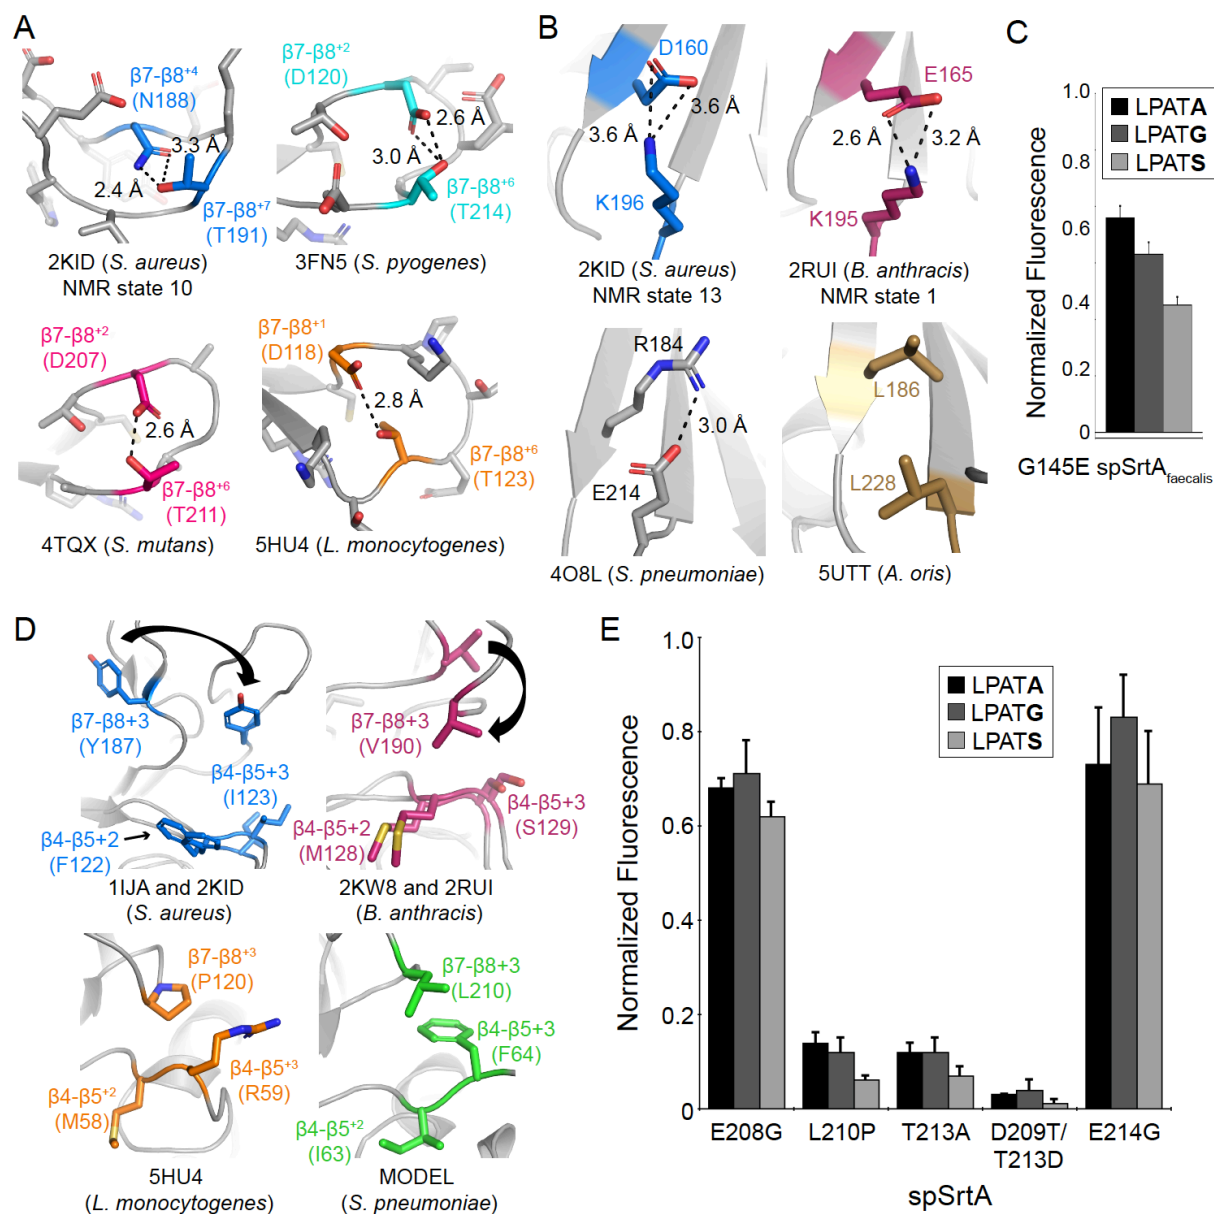 A
β7-β8+4
(N188)
3.3 Å
2.4 Å
β7-β8+7
(T191)
2KID (S. aureus)
NMR state 10
β7-β8+2
(D120)
2.6 Å
3.0 Å
β7-β8+6
(T214)
3FN5 (S. pyogenes)
β7-β8+2
(D207)
2.6 Å
β7-β8+6
(T211)
4TQX (S. mutans)
β7-β8+1
(D118)
2.8 Å
β7-β8+6
(T123)
5HU4 (L. monocytogenes)
B
D160
3.6 Å
3.6 Å
K196
2KID (S. aureus)
NMR state 13
E165
2.6 Å
3.2 Å
K195
2RUI (B. anthracis)
NMR state 1
R184
3.0 Å
E214
4O8L (S. pneumoniae)
L186
L228
5UTT (A. oris)
C
Normalized Fluorescence
1.0
0.8
0.6
0.4
0.2
0
LPATA
LPATG
LPATS
G145E spSrtAfaecalis
D
β7-β8+3
(Y187)
β4-β5+3
(I123)
β4-β5+2
(F122)
1IJA and 2KID
(S. aureus)
β7-β8+3
(V190)
β4-β5+3
(S129)
β4-β5+2
(M128)
2KW8 and 2RUI
(B. anthracis)
β7-β8+3
(P120)
β4-β5+3
(R59)
β4-β5+2
(M58)
5HU4
(L. monocytogenes)
β7-β8+3
(L210)
β4-β5+3
(F64)
β4-β5+2
(I63)
MODEL
(S. pneumoniae)
E
Normalized Fluorescence
1.0
0.8
0.6
0.4
0.2
0
LPATA
LPATG
LPATS
E208G
L210P
T213A
D209T/
T213D
E214G
spSrtA